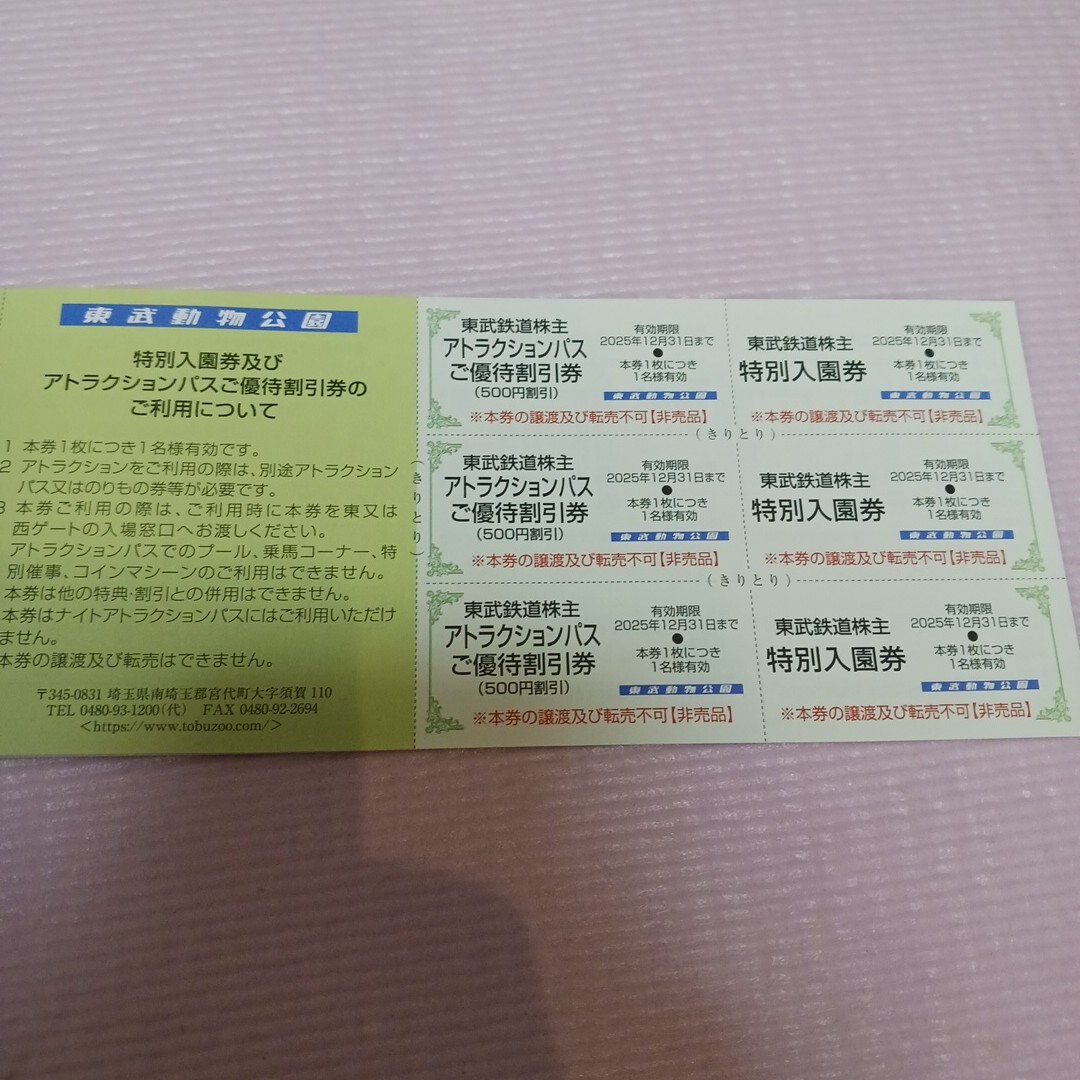 東武動物公園
特別入園券及び
アトラクションパスご優待割引券の
ご利用について
1 本券1枚につき1名様有効です。
2 アトラクションをご利用の際は、別途アトラクション
パス又はのりもの券等が必要です。
3 本券ご利用の際は、ご利用時に本券を東又は
西ゲートの入場窓口へお渡しください。
アトラクションパスでのプール、乗馬コーナー、特
別催事、コインマシーンのご利用はできません。
本券は他の特典・割引との併用はできません。
本券はナイトアトラクションパスにはご利用いただけ
ません。
本券の譲渡及び転売はできません。
〒345-0831 埼玉県南埼玉郡宮代町大字須賀 110
TEL 0480-93-1200(代) FAX 0480-92-2694
<https://www.tobuzoo.com/>
(きりとり)
東武鉄道株主
アトラクションパス
ご優待割引券
(500円割引)
有効期限
2025年12月31日まで
●
本券1枚につき
1名様有効
東武動物公園
※本券の譲渡及び転売不可【非売品】
東武鉄道株主
特別入園券
有効期限
2025年12月31日まで
●
本券1枚につき
1名様有効
東武動物公園
※本券の譲渡及び転売不可【非売品】
(きりとり)
東武鉄道株主
アトラクションパス
ご優待割引券
(500円割引)
有効期限
2025年12月31日まで
●
本券1枚につき
1名様有効
東武動物公園
※本券の譲渡及び転売不可【非売品】
東武鉄道株主
特別入園券
有効期限
2025年12月31日まで
●
本券1枚につき
1名様有効
東武動物公園
※本券の譲渡及び転売不可【非売品】
(きりとり)
東武鉄道株主
アトラクションパス
ご優待割引券
(500円割引)
有効期限
2025年12月31日まで
●
本券1枚につき
1名様有効
東武動物公園
※本券の譲渡及び転売不可【非売品】
東武鉄道株主
特別入園券
有効期限
2025年12月31日まで
●
本券1枚につき
1名様有効
東武動物公園
※本券の譲渡及び転売不可【非売品】